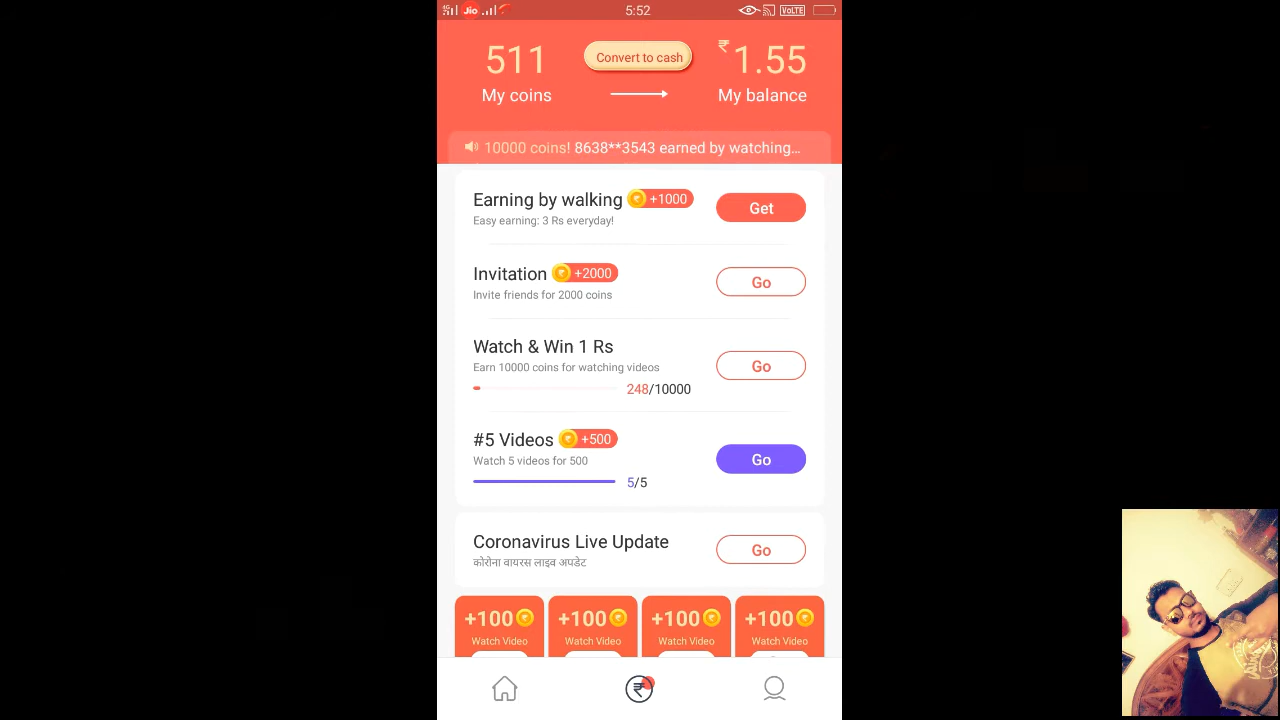 4G Jio 5:52 VoLTE
511 Convert to cash ₹1.55
My coins My balance
10000 coins! 8638**3543 earned by watching...
Earning by walking +1000 Get
Easy earning: 3 Rs everyday!
Invitation +2000 Go
Invite friends for 2000 coins
Watch & Win 1 Rs
Earn 10000 coins for watching videos Go
248/10000
#5 Videos +500
Watch 5 videos for 500 Go
5/5
Coronavirus Live Update Go
कोरोना वायरस लाइव अपडेट
+100 +100 +100 +100
Watch Video Watch Video Watch Video Watch Video
₹